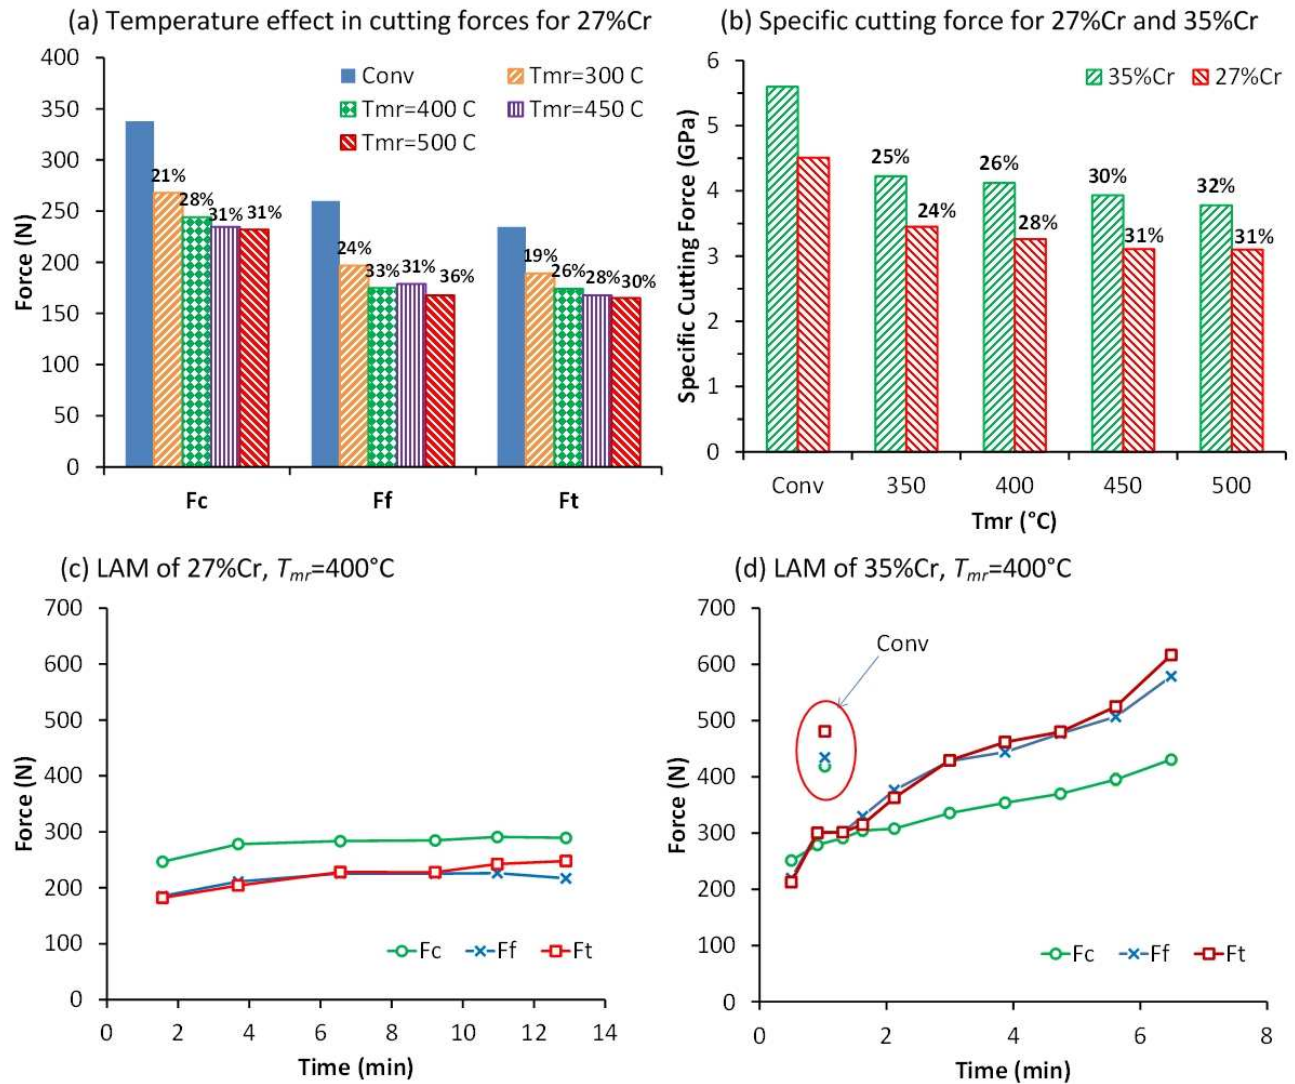 (a) Temperature effect in cutting forces for 27%Cr
400
350
300
250
200
150
100
50
0
Force (N)
Conv
Tmr=300 C
Tmr=400 C
Tmr=450 C
Tmr=500 C
21%
28%
31%
31%
24%
33%
31%
36%
19%
26%
28%
30%
Fc
Ff
Ft
(b) Specific cutting force for 27%Cr and 35%Cr
6
5
4
3
2
1
0
Specific Cutting Force (GPa)
35%Cr
27%Cr
25%
24%
26%
28%
30%
31%
32%
31%
Conv
350
400
450
500
Tmr (°C)
(c) LAM of 27%Cr, Tmr=400°C
700
600
500
400
300
200
100
0
Force (N)
Fc
Ff
Ft
0
2
4
6
8
10
12
14
Time (min)
(d) LAM of 35%Cr, Tmr=400°C
700
600
500
400
300
200
100
0
Force (N)
Conv
Fc
Ff
Ft
0
2
4
6
8
Time (min)